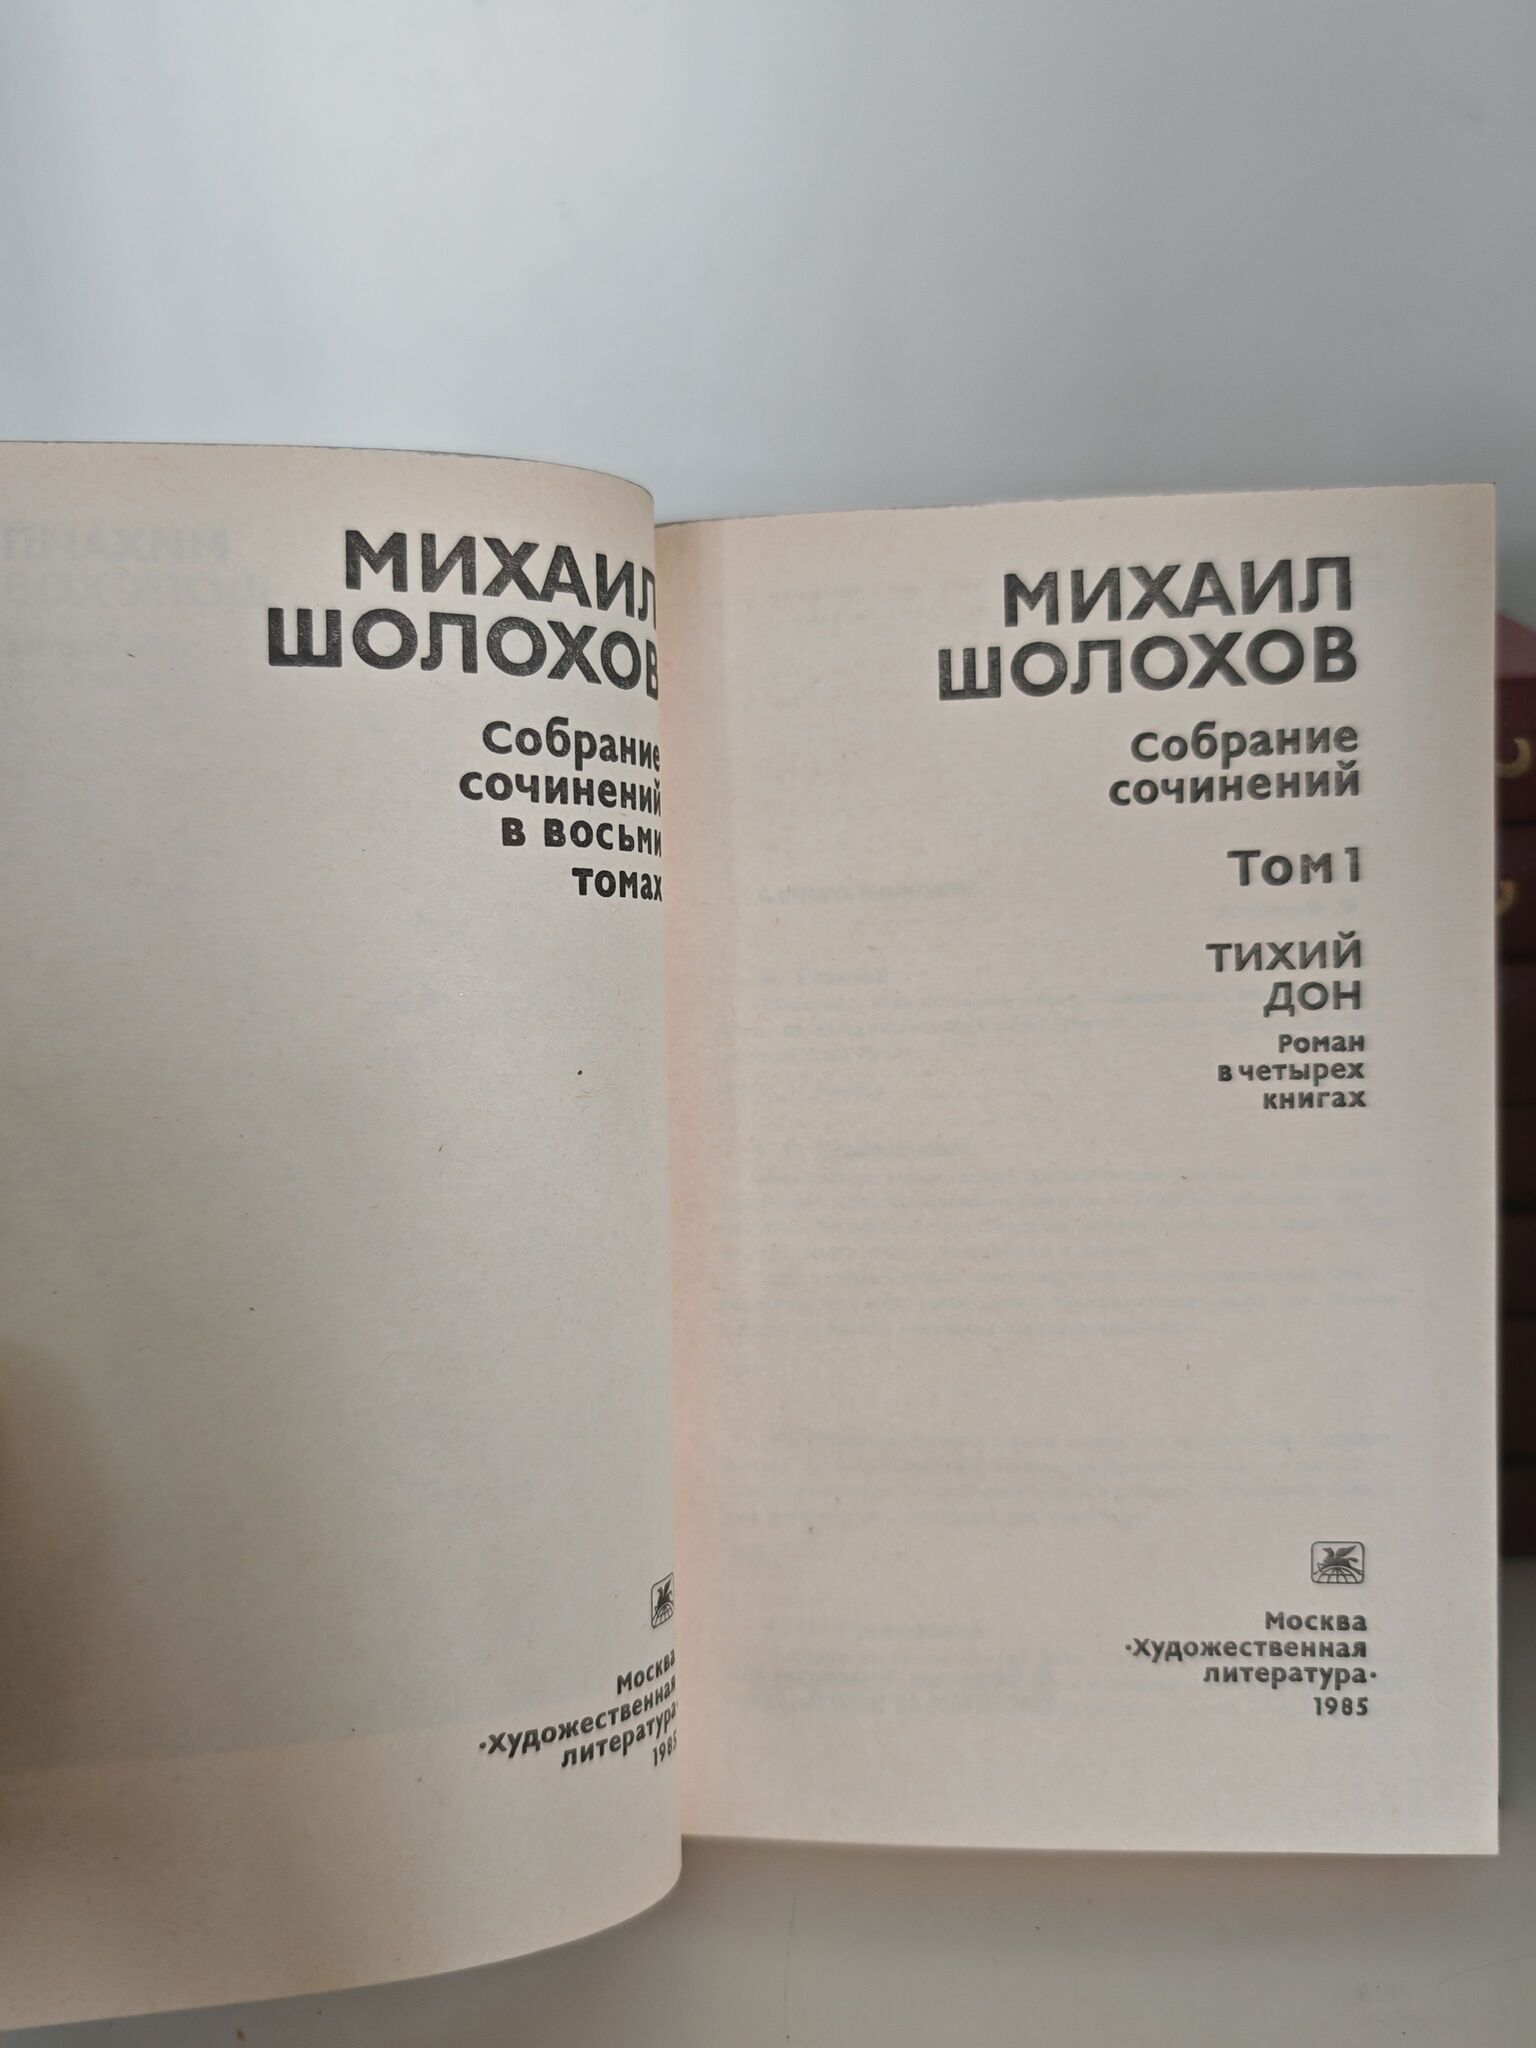 МИХАИЛ
ШОЛОХОВ
Собрание
сочинений
в восьми
томах
Москва
·Художественная
литература·
1985
МИХАИЛ
ШОЛОХОВ
Собрание
сочинений
Том 1
ТИХИЙ
ДОН
Роман
в четырех
книгах
Москва
·Художественная
литература·
1985